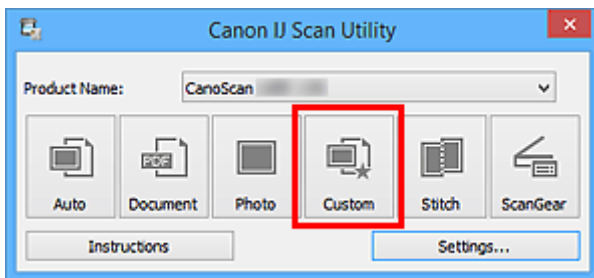 Canon IJ Scan Utility
Product Name: CanoScan
PDF
Auto Document Photo Custom Stitch ScanGear
Instructions Settings...